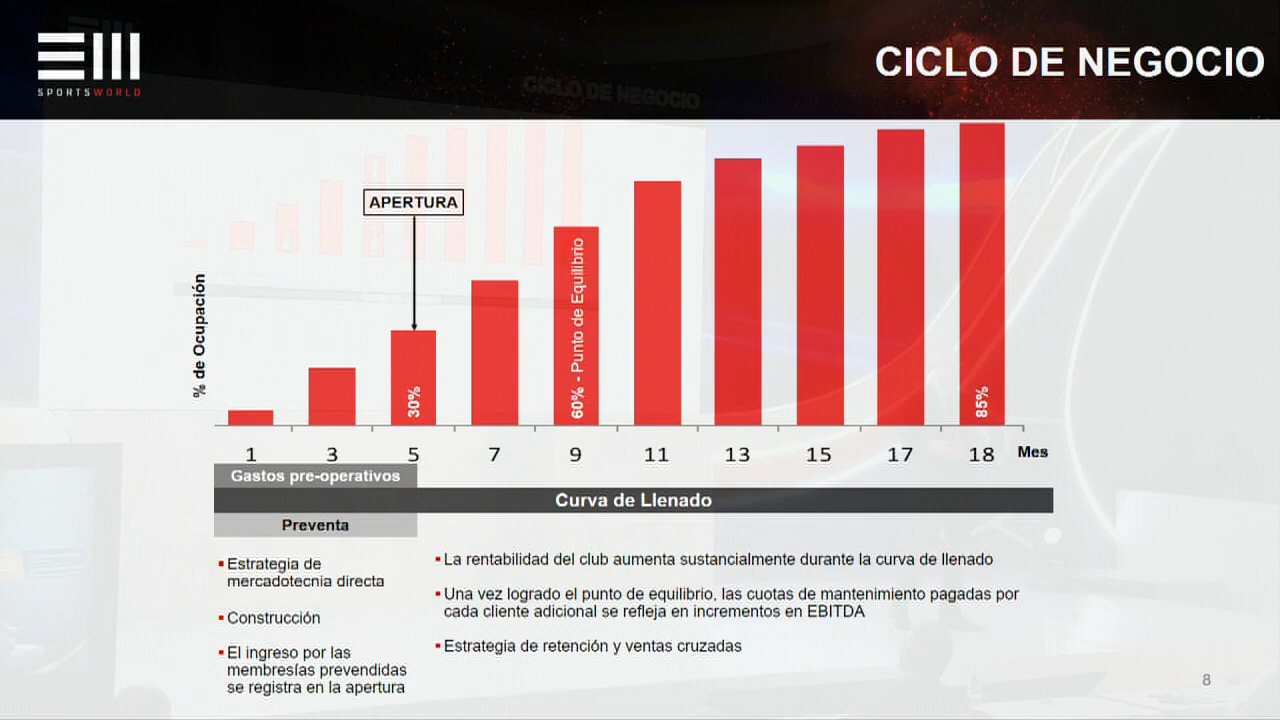 SPORTSWORLD
CICLO DE NEGOCIO
CICLO DE NEGOCIO
APERTURA
% de Ocupación
30%
60% - Punto de Equilibrio
85%
1 3 5 7 9 11 13 15 17 18 Mes
Gastos pre-operativos
Curva de Llenado
Preventa
▪ Estrategia de
mercadotecnia directa
▪ Construcción
▪ El ingreso por las
membresías prevendidas
se registra en la apertura
▪ La rentabilidad del club aumenta sustancialmente durante la curva de llenado
▪ Una vez logrado el punto de equilibrio, las cuotas de mantenimiento pagadas por
cada cliente adicional se refleja en incrementos en EBITDA
▪ Estrategia de retención y ventas cruzadas
8